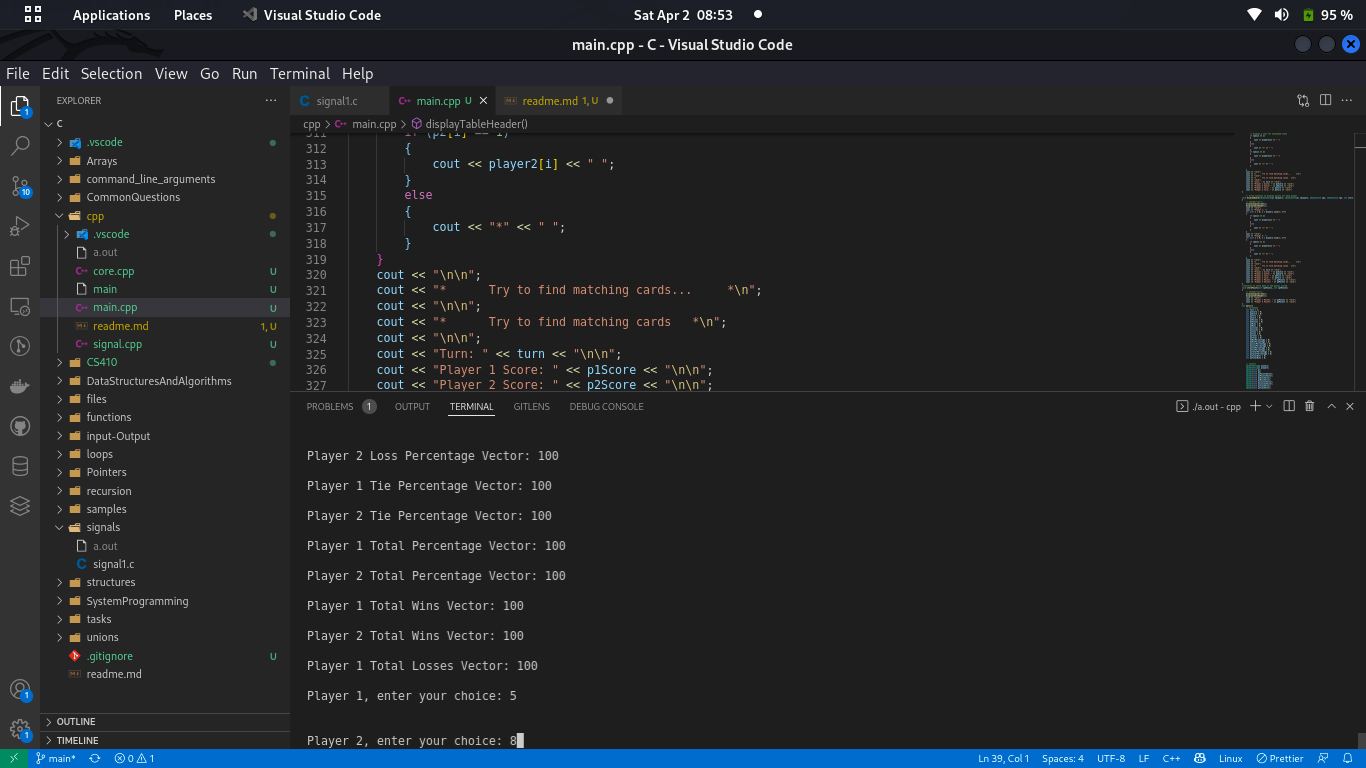 Applications Places Visual Studio Code Sat Apr 2 08:53 95 %
main.cpp - C - Visual Studio Code
File Edit Selection View Go Run Terminal Help
EXPLORER
C
.vscode
Arrays
command_line_arguments
CommonQuestions
cpp
.vscode
a.out
core.cpp U
main U
main.cpp U
readme.md 1, U
signal.cpp U
CS410
DataStructuresAndAlgorithms
files
functions
input-Output
loops
Pointers
recursion
samples
signals
a.out
signal1.c
structures
SystemProgramming
tasks
unions
.gitignore U
readme.md
OUTLINE
TIMELINE
1
10
1
1
signal1.c main.cpp U readme.md 1, U
cpp > main.cpp > displayTableHeader()
311 if (p2[i] == 1)
312 {
313 cout << player2[i] << " ";
314 }
315 else
316 {
317 cout << "*" << " ";
318 }
319 }
320 cout << "\n\n";
321 cout << "* Try to find matching cards... *\n";
322 cout << "\n\n";
323 cout << "* Try to find matching cards *\n";
324 cout << "\n\n";
325 cout << "Turn: " << turn << "\n\n";
326 cout << "Player 1 Score: " << p1Score << "\n\n";
327 cout << "Player 2 Score: " << p2Score << "\n\n";
PROBLEMS 1 OUTPUT TERMINAL GITLENS DEBUG CONSOLE ./a.out - cpp
Player 2 Loss Percentage Vector: 100
Player 1 Tie Percentage Vector: 100
Player 2 Tie Percentage Vector: 100
Player 1 Total Percentage Vector: 100
Player 2 Total Percentage Vector: 100
Player 1 Total Wins Vector: 100
Player 2 Total Wins Vector: 100
Player 1 Total Losses Vector: 100
Player 1, enter your choice: 5
Player 2, enter your choice: 8
main* 0 1 Ln 39, Col 1 Spaces: 4 UTF-8 LF C++ Linux Prettier